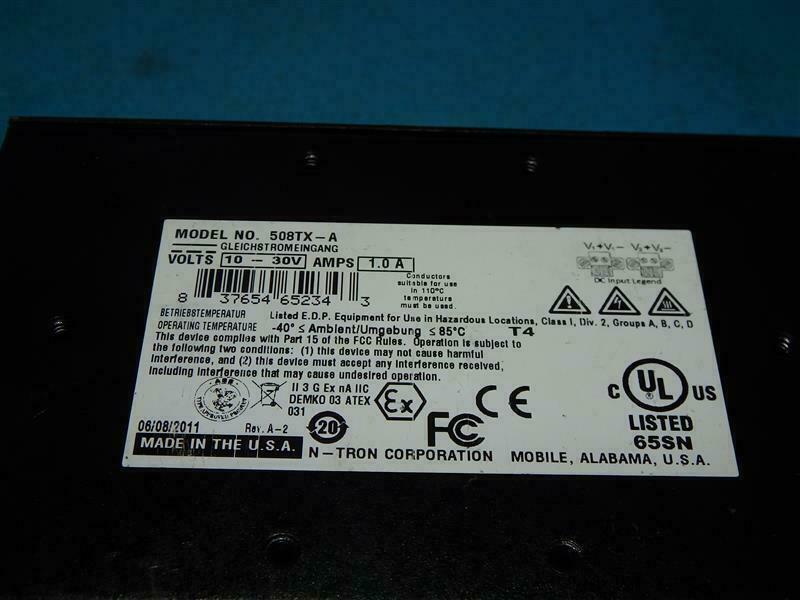 MODEL NO. 508TX-A
GLEICHSTROMEINGANG
VOLTS 10 - 30V AMPS 1.0 A
V1+V1- V2+V2-
DC Input Legend
Conductors
suitable for use
in 110°C
temperature
must be used.
8 37654 65234 3
BETRIEBSTEMPERATUR
Listed E.D.P. Equipment for Use in Hazardous Locations, Class I, Div. 2, Groups A, B, C, D
OPERATING TEMPERATURE -40° ≤ Ambient/Umgebung ≤ 85°C T4
This device complies with Part 15 of the FCC Rules. Operation is subject to
the following two conditions: (1) this device may not cause harmful
interference, and (2) this device must accept any interference received,
including interference that may cause undesired operation.
ABS
TYPE APPROVED PRODUCT
II 3 G Ex nA IIC
DEMKO 03 ATEX
031
Ex
CE
C UL US
LISTED
65SN
06/08/2011 Rev. A-2
20
FC
MADE IN THE U.S.A. N-TRON CORPORATION MOBILE, ALABAMA, U.S.A.